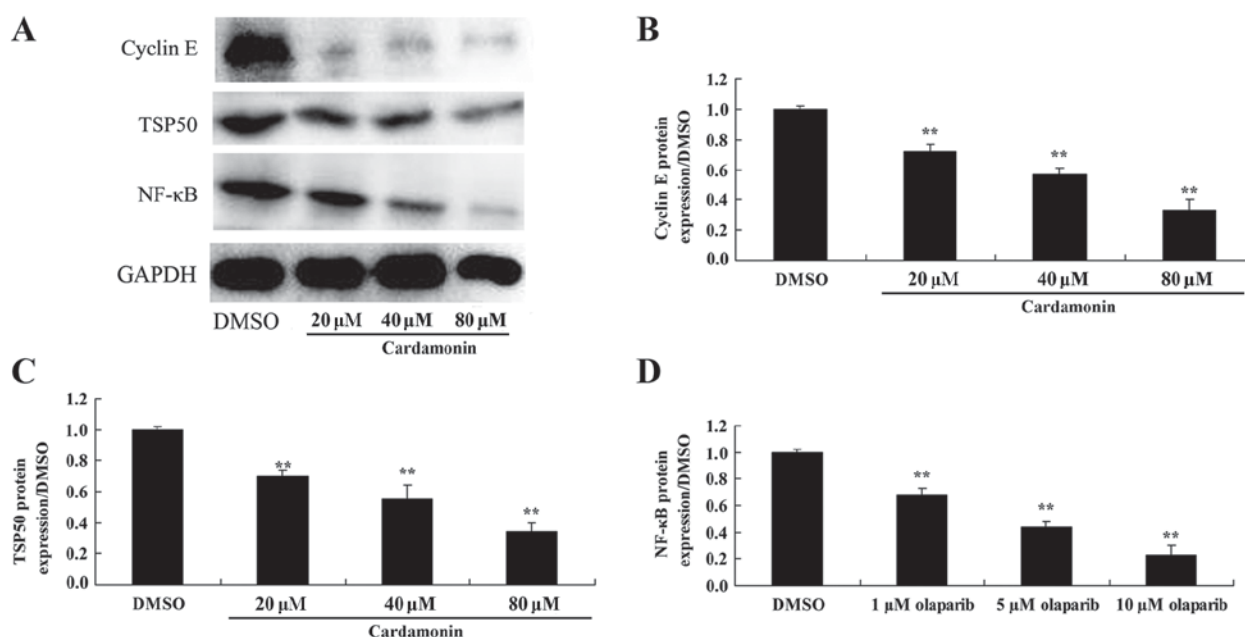 A
Cyclin E
TSP50
NF-κB
GAPDH
DMSO 20 µM 40 µM 80 µM
Cardamonin
B
Cyclin E protein
expression/DMSO
1.2
1.0
0.8
0.6
0.4
0.2
0.0
** ** **
DMSO 20 µM 40 µM 80 µM
Cardamonin
C
TSP50 protein
expression/DMSO
1.2
1.0
0.8
0.6
0.4
0.2
0.0
** ** **
DMSO 20 µM 40 µM 80 µM
Cardamonin
D
NF-κB protein
expression/DMSO
1.2
1.0
0.8
0.6
0.4
0.2
0.0
** ** **
DMSO 1 µM olaparib 5 µM olaparib 10 µM olaparib